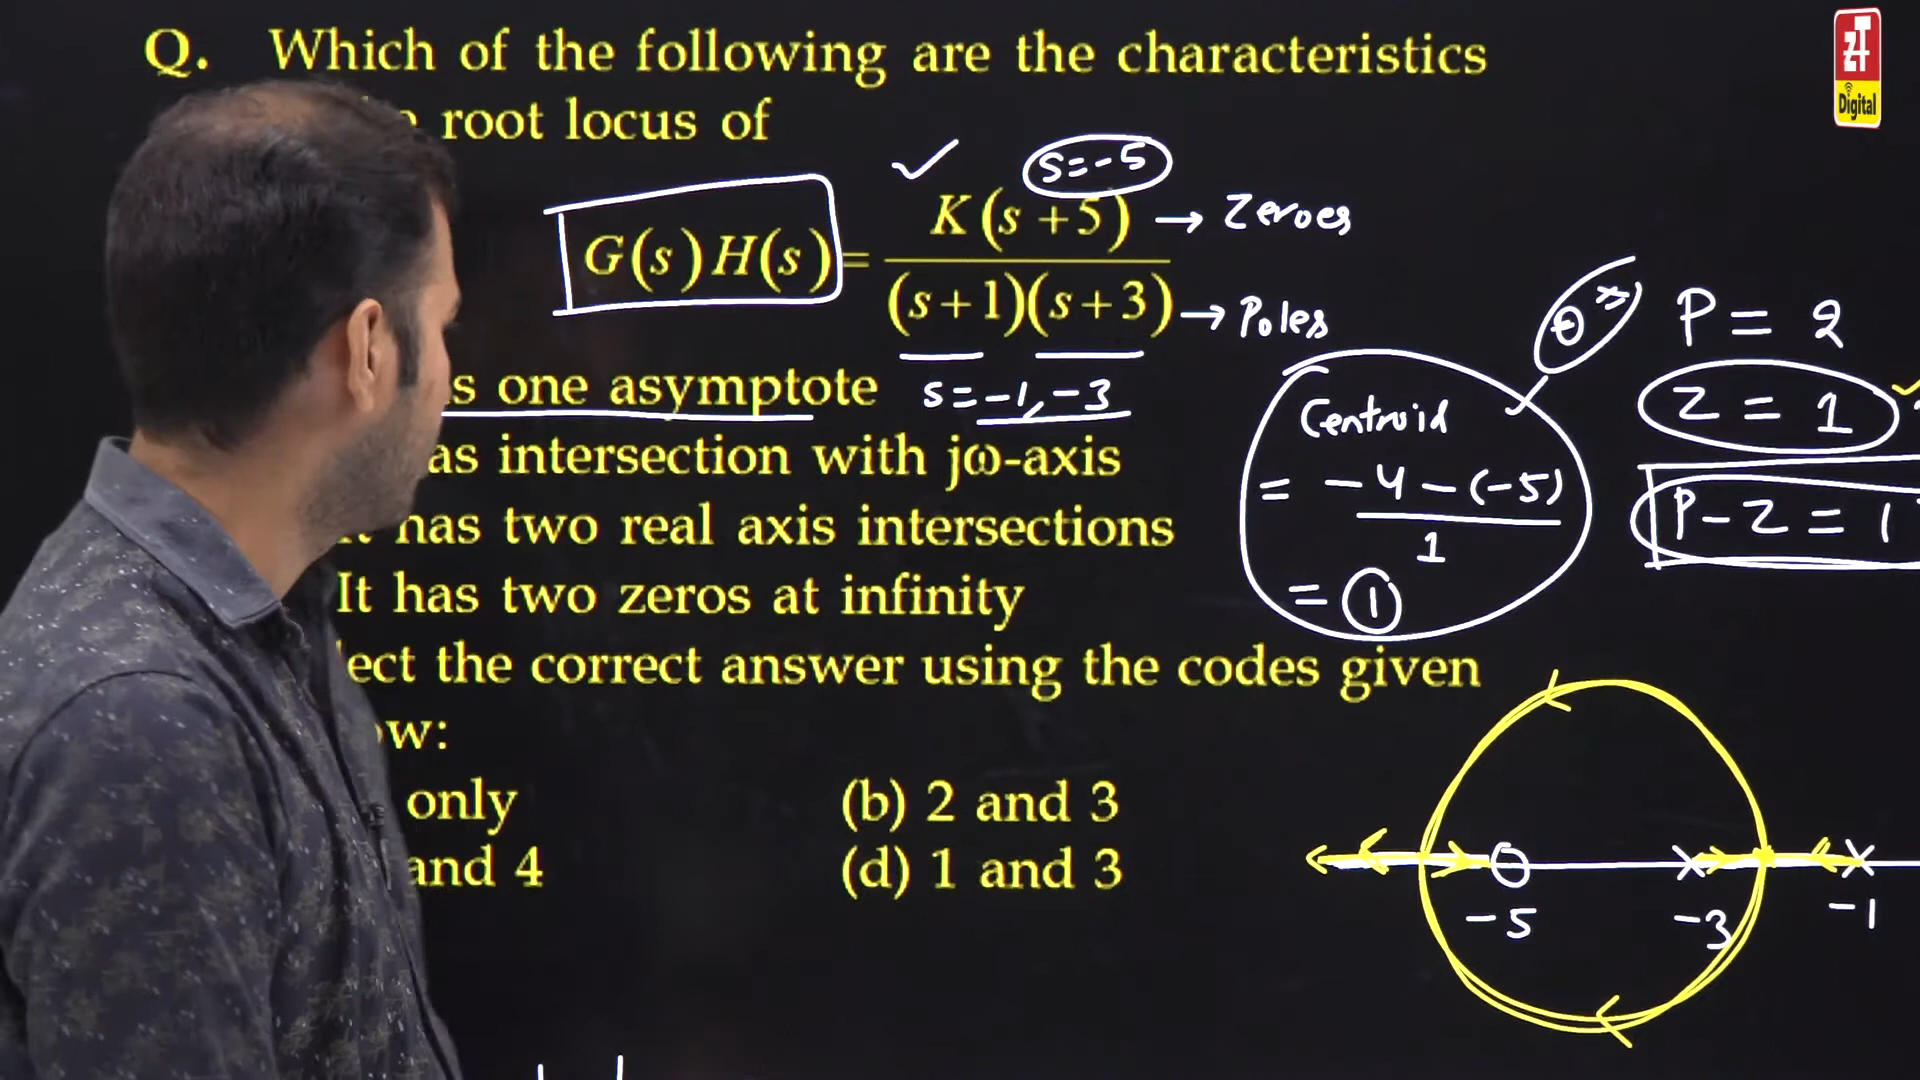 Q. Which of the following are the characteristics
root locus of
s=-5
G(s)H(s) = K(s+5) → Zeroes
(s+1)(s+3) → Poles
P = 2
Z = 1
P-Z = 1
one asymptote s=-1,-3
Centroid
= -4-(-5)
1
= 1
intersection with jω-axis
has two real axis intersections
It has two zeros at infinity
the correct answer using the codes given
only (b) 2 and 3
and 4 (d) 1 and 3
-5 -3 -1
ZT
Digital